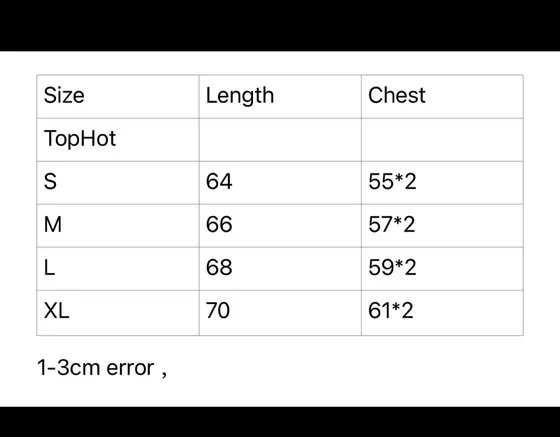 Size Length Chest
TopHot
S 64 55*2
M 66 57*2
L 68 59*2
XL 70 61*2
1-3cm error ,